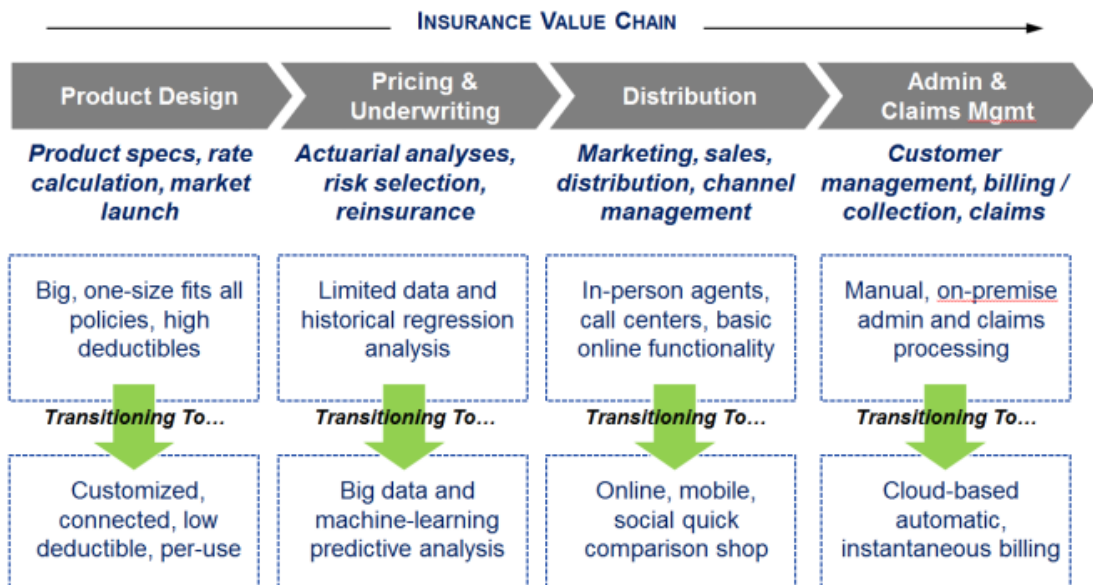 INSURANCE VALUE CHAIN
Product Design
Pricing &
Underwriting
Distribution
Admin &
Claims Mgmt
Product specs, rate
calculation, market
launch
Actuarial analyses,
risk selection,
reinsurance
Marketing, sales,
distribution, channel
management
Customer
management, billing /
collection, claims
Big, one-size fits all
policies, high
deductibles
Limited data and
historical regression
analysis
In-person agents,
call centers, basic
online functionality
Manual, on-premise
admin and claims
processing
Transitioning To...
Transitioning To...
Transitioning To...
Transitioning To...
Customized,
connected, low
deductible, per-use
Big data and
machine-learning
predictive analysis
Online, mobile,
social quick
comparison shop
Cloud-based
automatic,
instantaneous billing